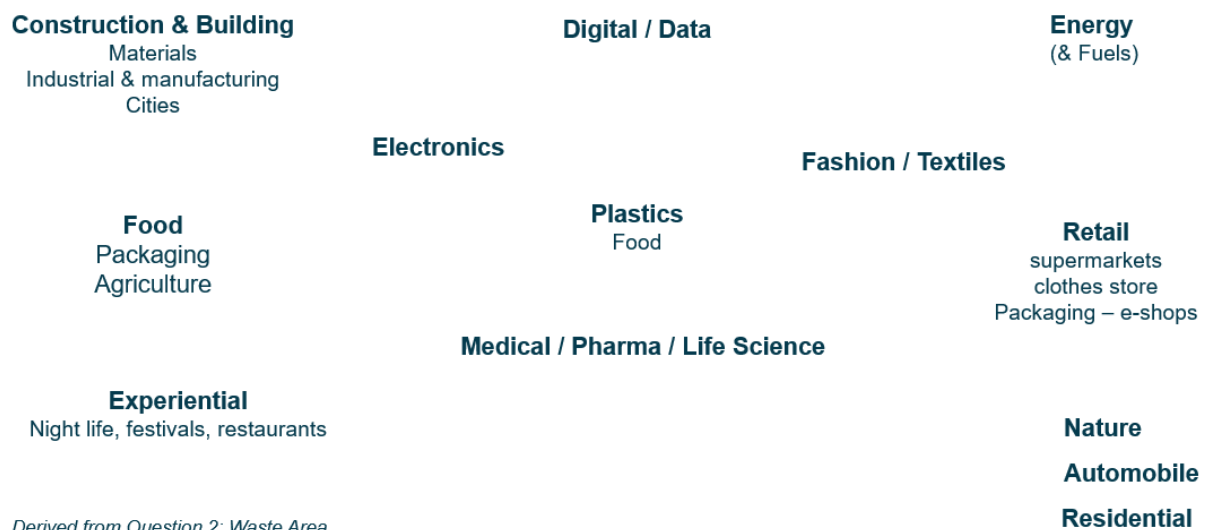 Construction & Building
Materials
Industrial & manufacturing
Cities
Digital / Data
Energy
(& Fuels)
Electronics
Fashion / Textiles
Food
Packaging
Agriculture
Plastics
Food
Retail
supermarkets
clothes store
Packaging – e-shops
Medical / Pharma / Life Science
Experiential
Night life, festivals, restaurants
Nature
Automobile
Residential
Derived from Question 2: Waste Area